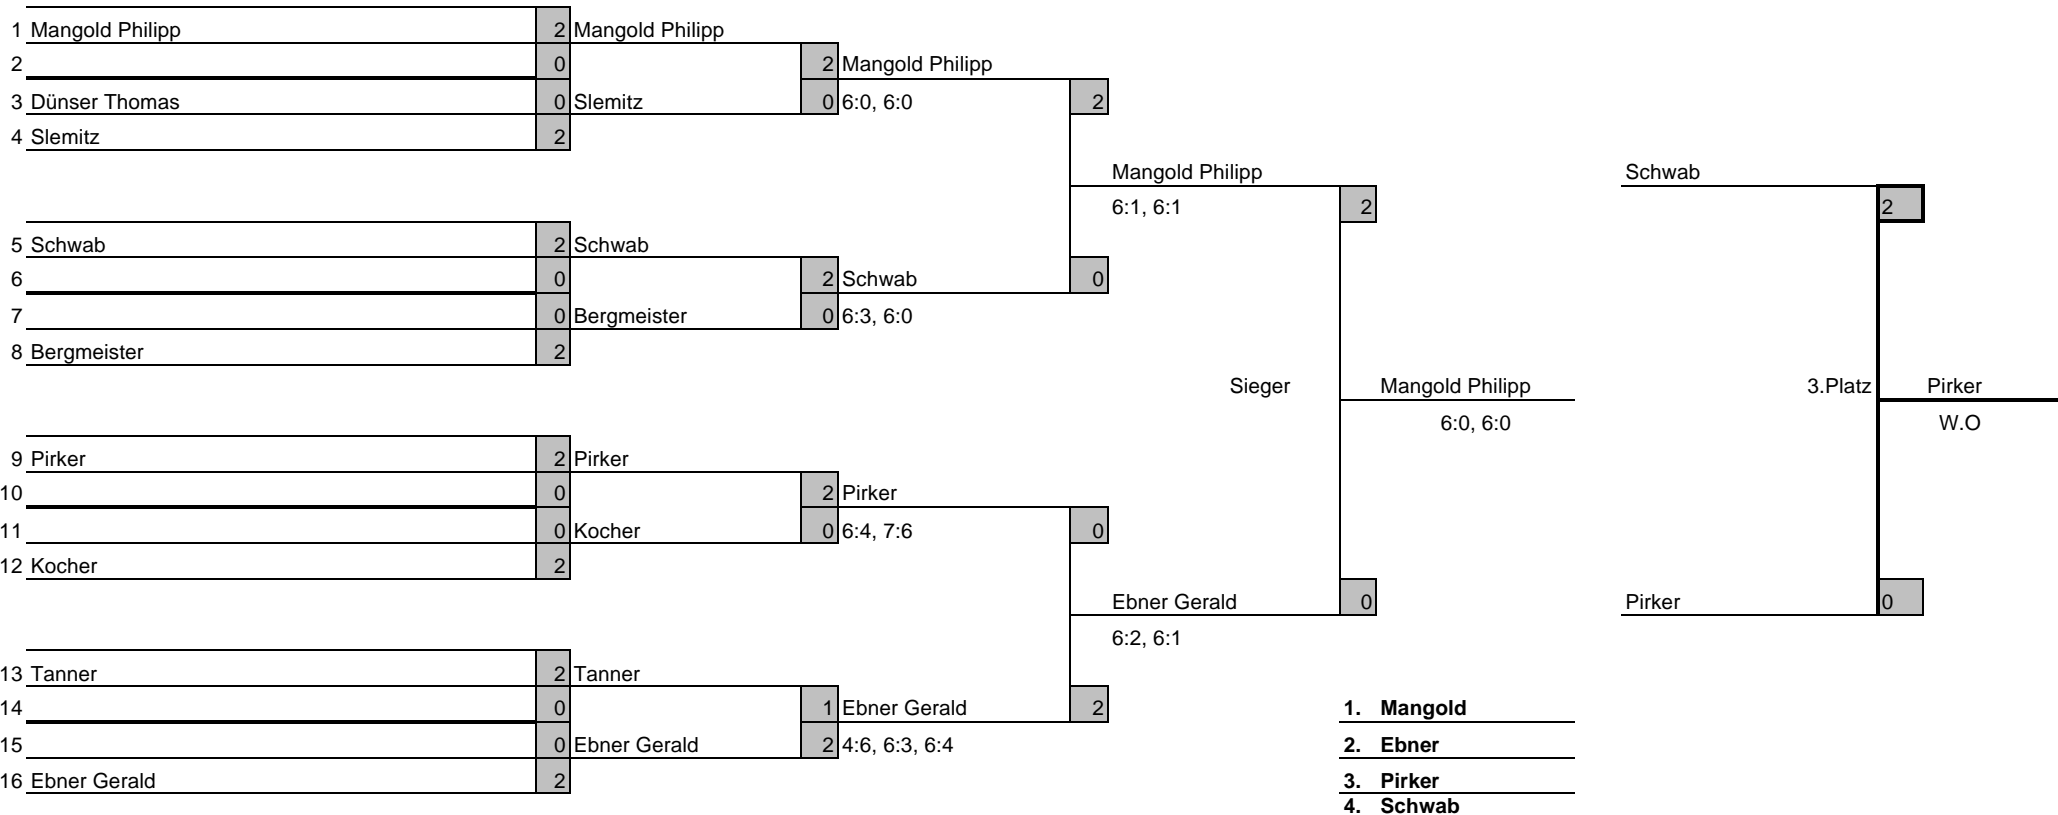 1 Mangold Philipp 2 Mangold Philipp
2 0 2 Mangold Philipp
3 Dünser Thomas 0 Slemitz 0 6:0, 6:0 2
4 Slemitz 2
Mangold Philipp Schwab
6:1, 6:1 2 2
5 Schwab 2 Schwab
6 0 2 Schwab 0
7 0 Bergmeister 0 6:3, 6:0
8 Bergmeister 2
Sieger Mangold Philipp 3.Platz Pirker
6:0, 6:0 W.O
9 Pirker 2 Pirker
10 0 2 Pirker
11 0 Kocher 0 6:4, 7:6 0
12 Kocher 2
Ebner Gerald 0 Pirker 0
6:2, 6:1
13 Tanner 2 Tanner
14 0 1 Ebner Gerald 2 1. Mangold
15 0 Ebner Gerald 2 4:6, 6:3, 6:4 2. Ebner
16 Ebner Gerald 2 3. Pirker
4. Schwab